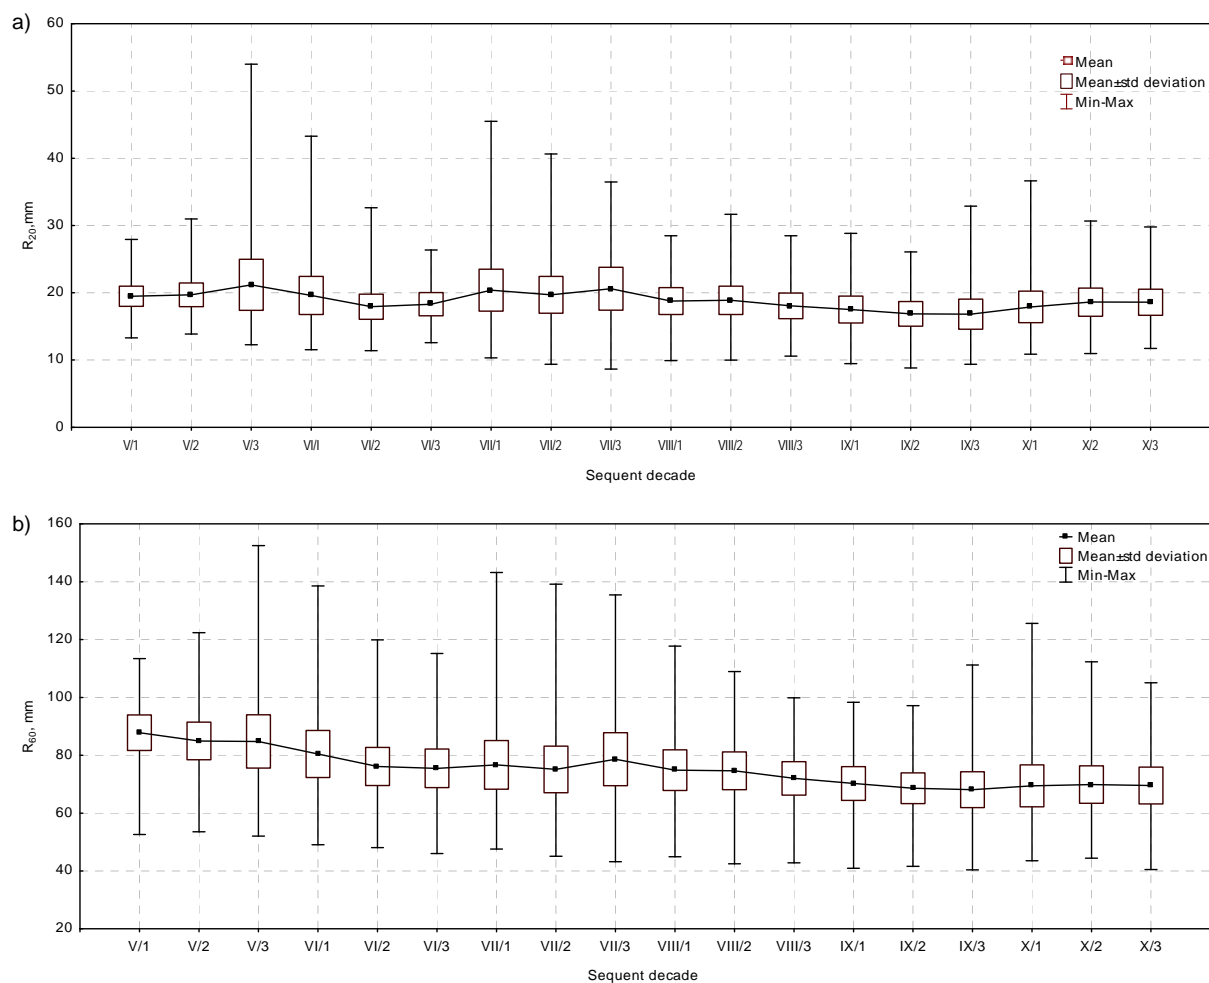 a)
60
50
40
30
20
10
0
R20,mm
Mean
Mean±std deviation
Min-Max
V/1 V/2 V/3 VI/I VI/2 VI/3 VII/1 VII/2 VII/3 VIII/1 VIII/2 VIII/3 IX/1 IX/2 IX/3 X/1 X/2 X/3
Sequent decade
b)
160
140
120
100
80
60
40
20
R60, mm
Mean
Mean±std deviation
Min-Max
V/1 V/2 V/3 VI/1 VI/2 VI/3 VII/1 VII/2 VII/3 VIII/1 VIII/2 VIII/3 IX/1 IX/2 IX/3 X/1 X/2 X/3
Sequent decade